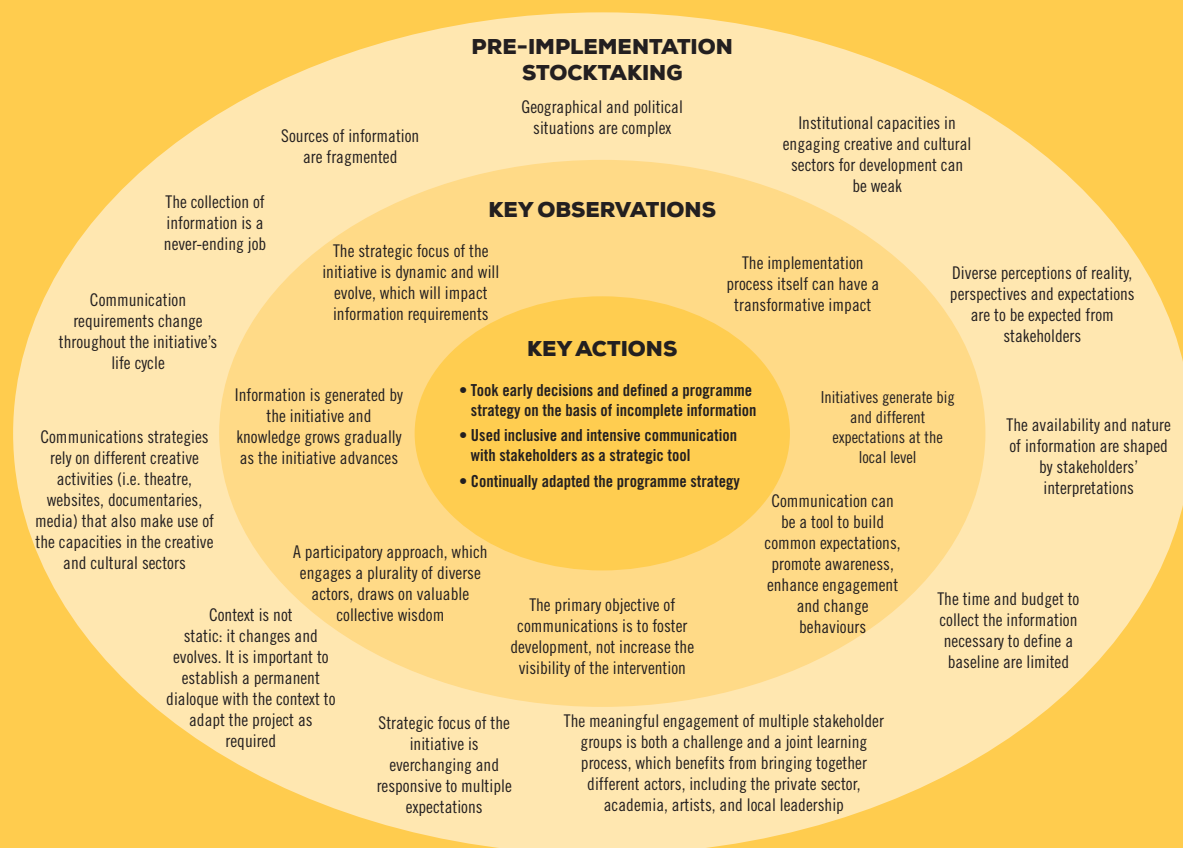 PRE-IMPLEMENTATION
STOCKTAKING
Geographical and political
situations are complex
Sources of information
are fragmented
Institutional capacities in
engaging creative and cultural
sectors for development can
be weak
The collection of
information is a
never-ending job
Communication
requirements change
throughout the initiative's
life cycle
Diverse perceptions of reality,
perspectives and expectations
are to be expected from
stakeholders
Communications strategies
rely on different creative
activities (i.e. theatre,
websites, documentaries,
media) that also make use of
the capacities in the creative
and cultural sectors
The availability and nature
of information are shaped
by stakeholders'
interpretations
Context is not
static: it changes and
evolves. It is important to
establish a permanent
dialogue with the context to
adapt the project as
required
The time and budget to
collect the information
necessary to define a
baseline are limited
Strategic focus of the
initiative is
everchanging and
responsive to multiple
expectations
The meaningful engagement of multiple stakeholder
groups is both a challenge and a joint learning
process, which benefits from bringing together
different actors, including the private sector,
academia, artists, and local leadership
KEY OBSERVATIONS
The strategic focus of the
initiative is dynamic and will
evolve, which will impact
information requirements
The implementation
process itself can have a
transformative impact
Information is generated by
the initiative and
knowledge grows gradually
as the initiative advances
Initiatives generate big
and different
expectations at the
local level
A participatory approach, which
engages a plurality of diverse
actors, draws on valuable
collective wisdom
The primary objective of
communications is to foster
development, not increase the
visibility of the intervention
Communication can
be a tool to build
common expectations,
promote awareness,
enhance engagement
and change
behaviours
KEY ACTIONS
• Took early decisions and defined a programme
strategy on the basis of incomplete information
• Used inclusive and intensive communication
with stakeholders as a strategic tool
• Continually adapted the programme strategy